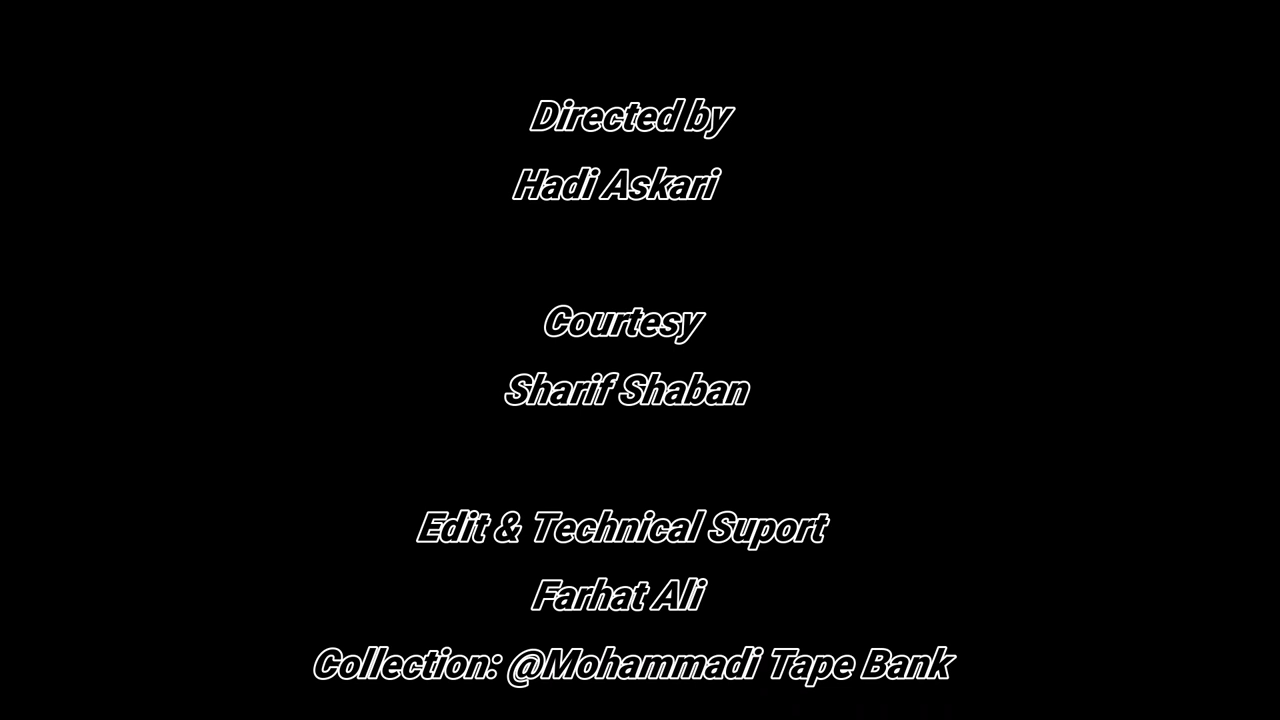 Directed by
Hadi Askari
Courtesy
Sharif Shaban
Edit & Technical Suport
Farhat Ali
Collection: @Mohammadi Tape Bank